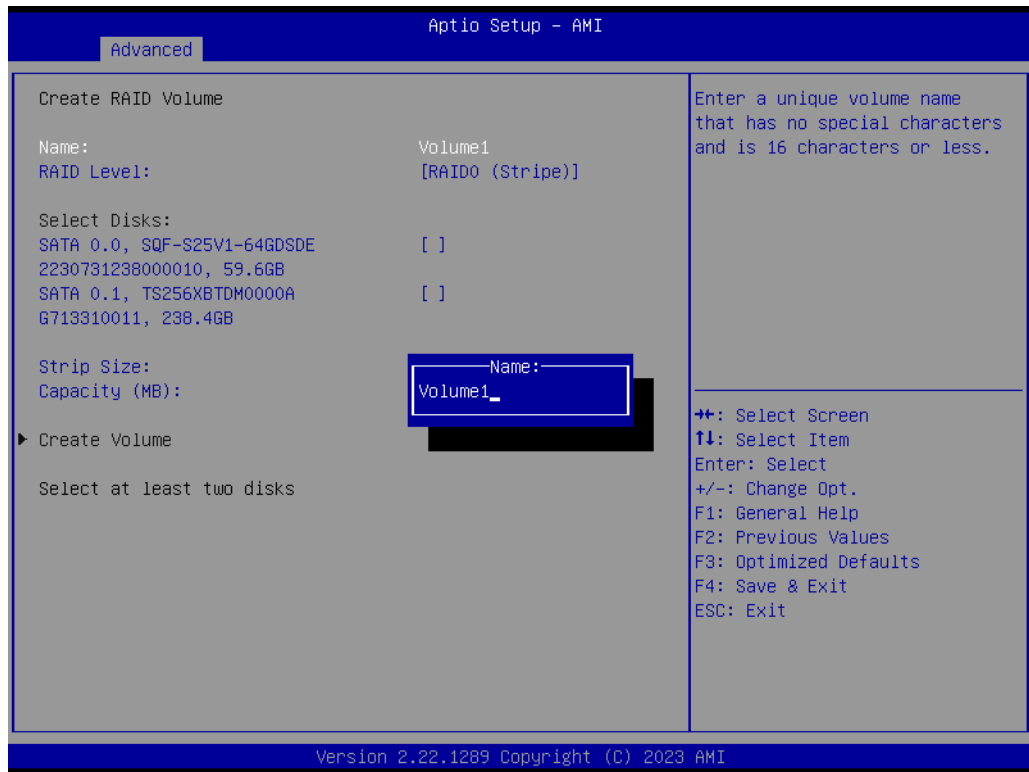 Aptio Setup – AMI
Advanced
Create RAID Volume
Name: Volume1
RAID Level: [RAID0 (Stripe)]
Select Disks:
SATA 0.0, SQF-S25V1-64GDSDE [ ]
2230731238000010, 59.6GB
SATA 0.1, TS256XBTDM0000A [ ]
G713310011, 238.4GB
Strip Size:
Capacity (MB):
Name:
Volume1_
Create Volume
Select at least two disks
Enter a unique volume name
that has no special characters
and is 16 characters or less.
→←: Select Screen
↑↓: Select Item
Enter: Select
+/-: Change Opt.
F1: General Help
F2: Previous Values
F3: Optimized Defaults
F4: Save & Exit
ESC: Exit
Version 2.22.1289 Copyright (C) 2023 AMI